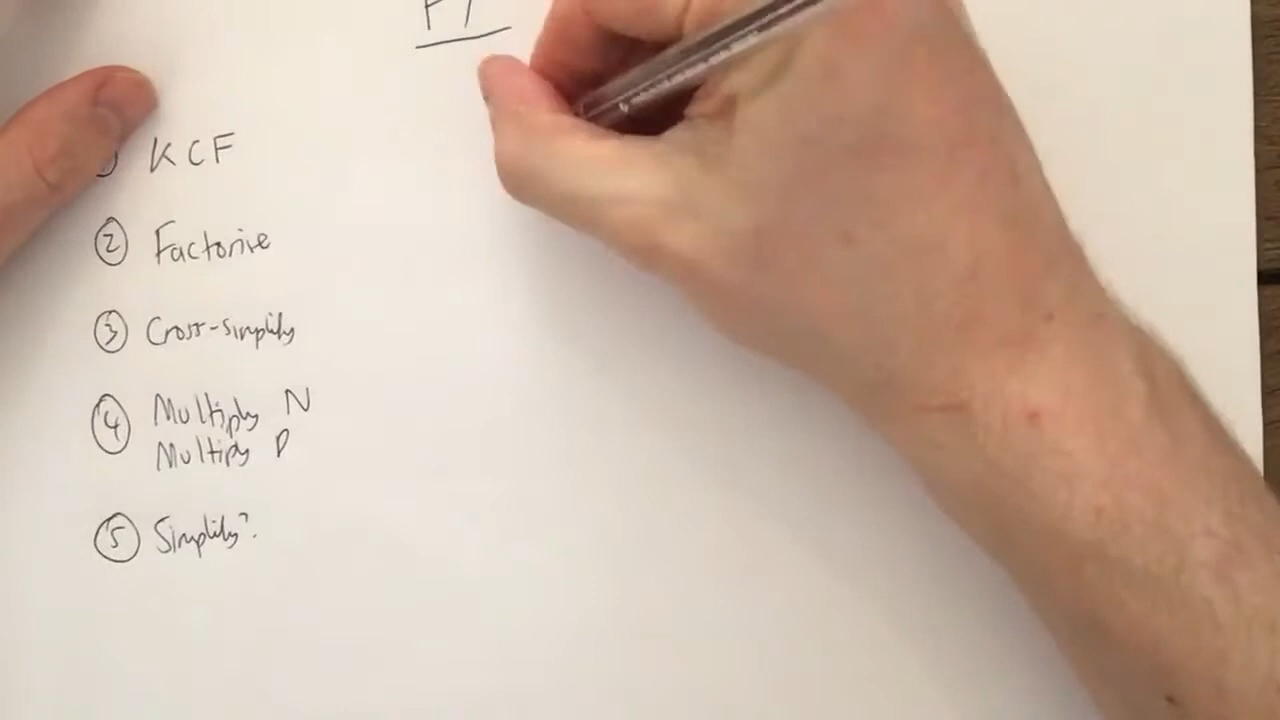 KCF
② Factorise
③ Cross-simplify
④ Multiply N
Multiply D
⑤ Simplify?